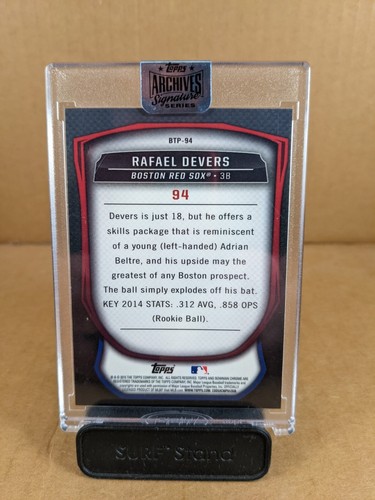 Topps
ARCHIVES
Signature
SERIES
BTP-94
RAFAEL DEVERS
BOSTON RED SOX® • 3B
94
Devers is just 18, but he offers a
skills package that is reminiscent
of a young (left-handed) Adrian
Beltre, and his upside may the
greatest of any Boston prospect.
The ball simply explodes off his bat.
KEY 2014 STATS: .312 AVG, .858 OPS
(Rookie Ball).
Topps
SURF Stand